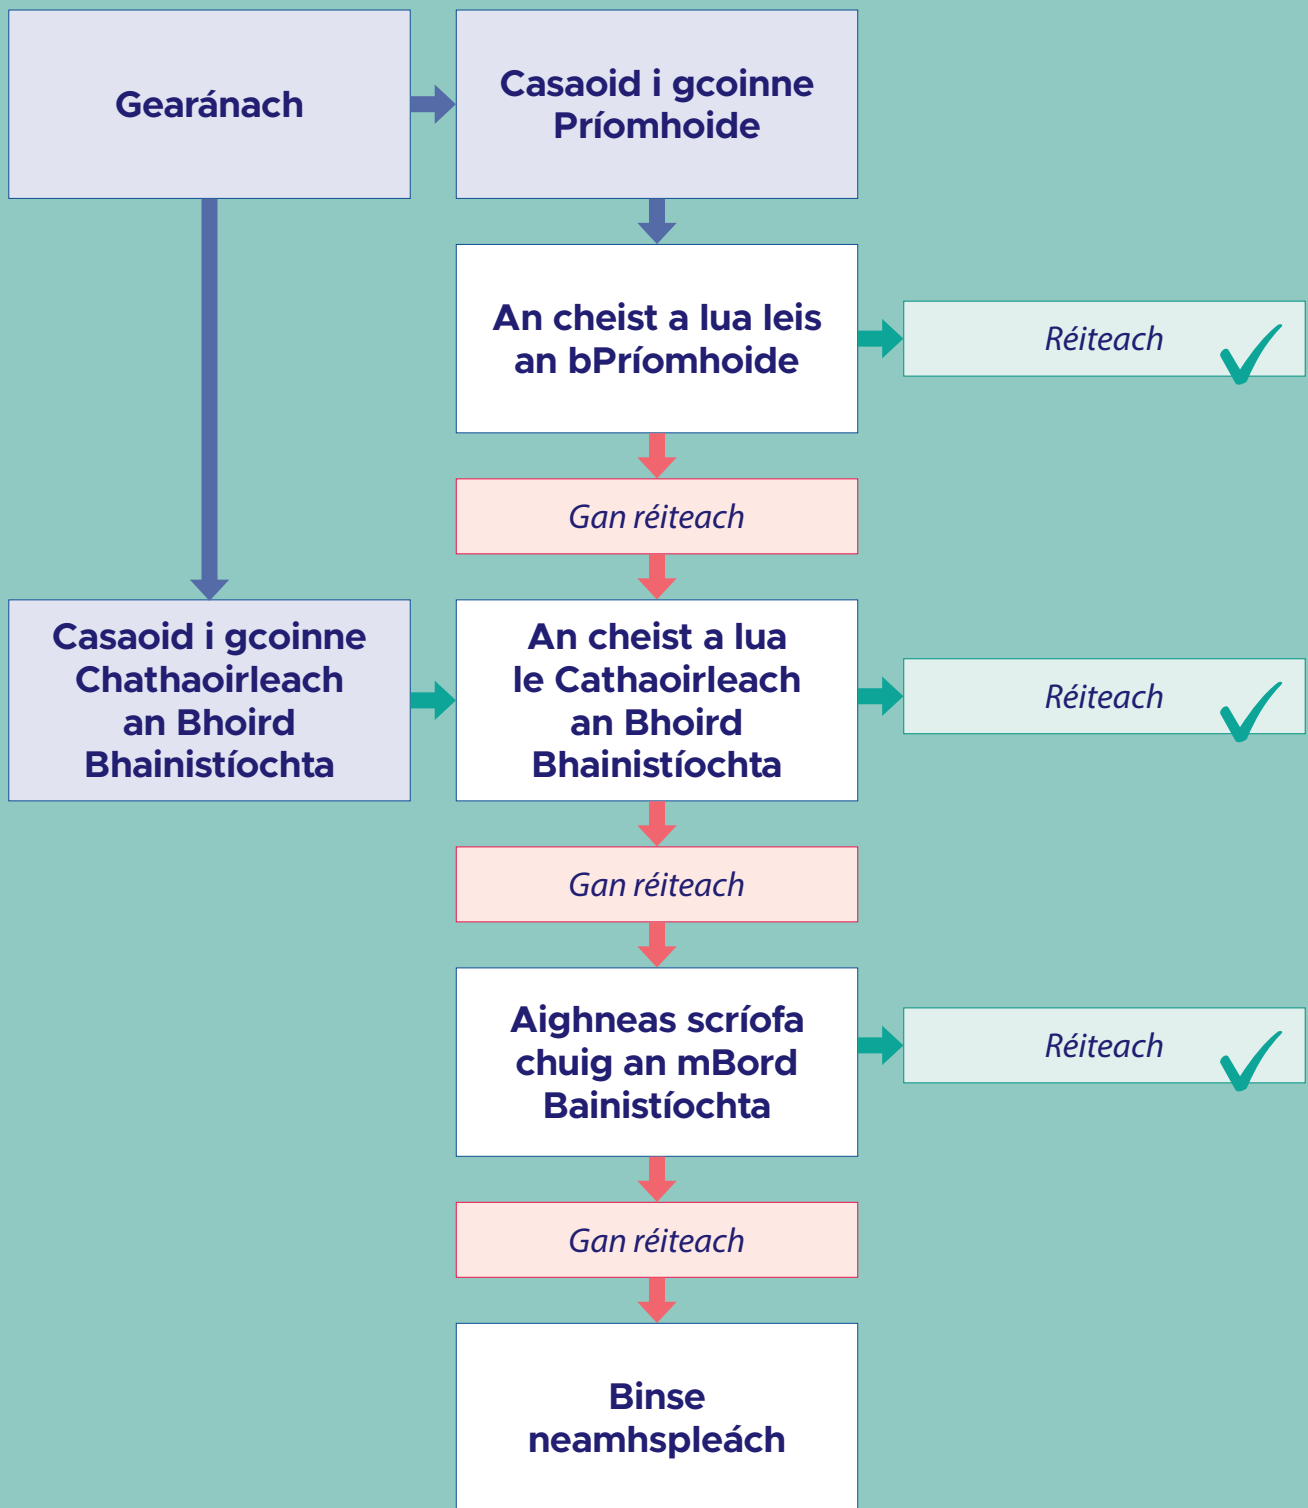 Gearánach
Casaoid i gcoinne
Príomhoide
An cheist a lua leis
an bPríomhoide
Réiteach
Gan réiteach
Casaoid i gcoinne
Chathaoirleach
an Bhoird
Bhainistíochta
An cheist a lua
le Cathaoirleach
an Bhoird
Bhainistíochta
Réiteach
Gan réiteach
Aighneas scríofa
chuig an mBord
Bainistíochta
Réiteach
Gan réiteach
Binse
neamhspleách